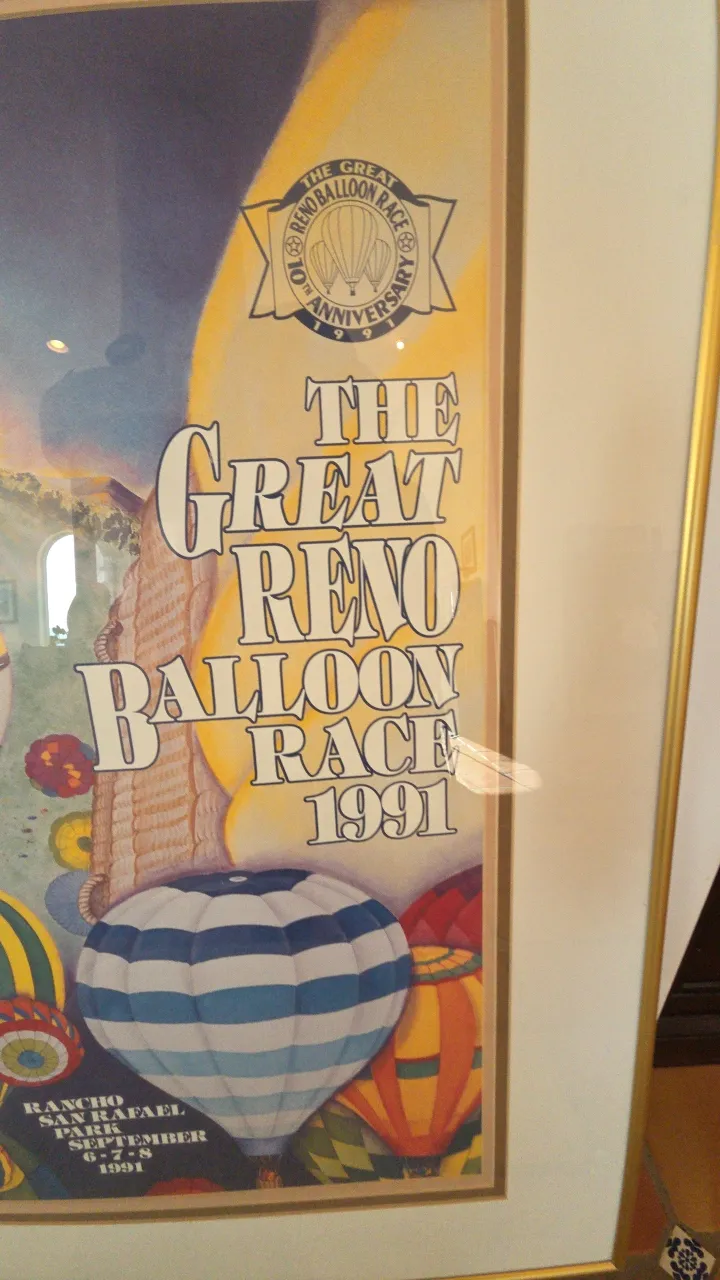 THE GREAT
RENO BALLOON RACE
10TH ANNIVERSARY
1991
THE
GREAT
RENO
BALLOON
RACE
1991
RANCHO
SAN RAFAEL
PARK
SEPTEMBER
6-7-8
1991